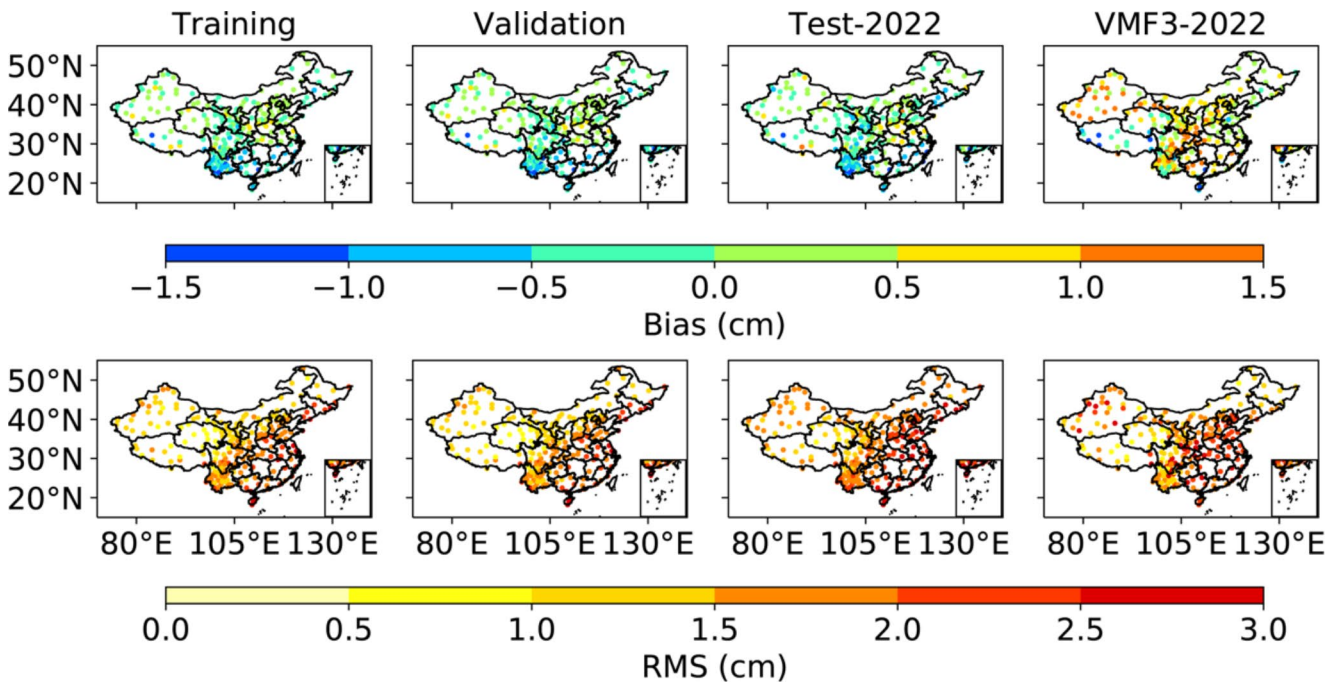 Training Validation Test-2022 VMF3-2022
50°N
40°N
30°N
20°N
−1.5 −1.0 −0.5 0.0 0.5 1.0 1.5
Bias (cm)
50°N
40°N
30°N
20°N
80°E 105°E 130°E 80°E 105°E 130°E 80°E 105°E 130°E 80°E 105°E 130°E
0.0 0.5 1.0 1.5 2.0 2.5 3.0
RMS (cm)